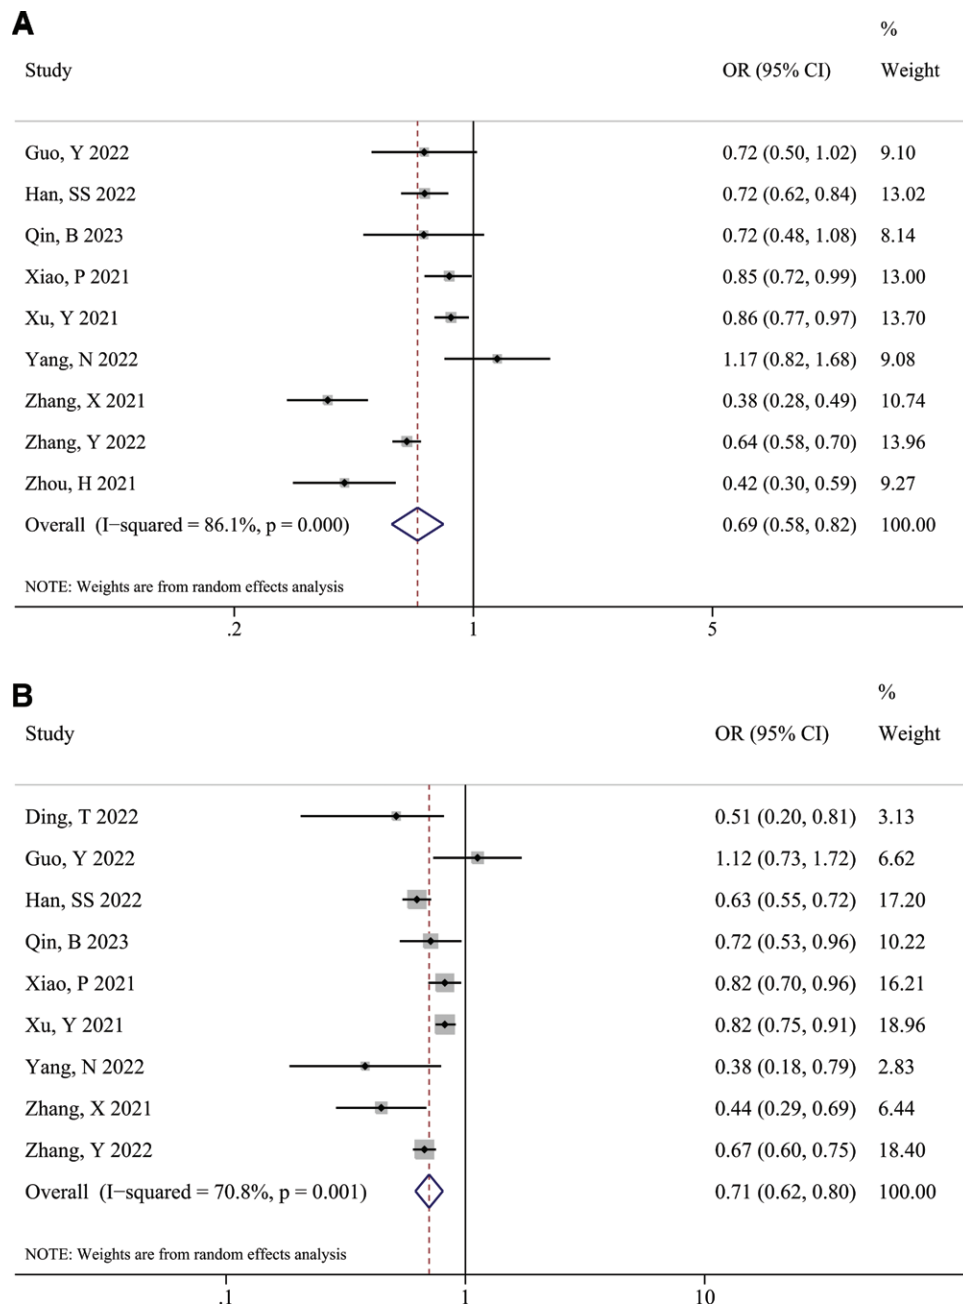 A
%
Study OR (95% CI) Weight
Guo, Y 2022 0.72 (0.50, 1.02) 9.10
Han, SS 2022 0.72 (0.62, 0.84) 13.02
Qin, B 2023 0.72 (0.48, 1.08) 8.14
Xiao, P 2021 0.85 (0.72, 0.99) 13.00
Xu, Y 2021 0.86 (0.77, 0.97) 13.70
Yang, N 2022 1.17 (0.82, 1.68) 9.08
Zhang, X 2021 0.38 (0.28, 0.49) 10.74
Zhang, Y 2022 0.64 (0.58, 0.70) 13.96
Zhou, H 2021 0.42 (0.30, 0.59) 9.27
Overall (I−squared = 86.1%, p = 0.000) 0.69 (0.58, 0.82) 100.00
NOTE: Weights are from random effects analysis
.2 1 5
B
%
Study OR (95% CI) Weight
Ding, T 2022 0.51 (0.20, 0.81) 3.13
Guo, Y 2022 1.12 (0.73, 1.72) 6.62
Han, SS 2022 0.63 (0.55, 0.72) 17.20
Qin, B 2023 0.72 (0.53, 0.96) 10.22
Xiao, P 2021 0.82 (0.70, 0.96) 16.21
Xu, Y 2021 0.82 (0.75, 0.91) 18.96
Yang, N 2022 0.38 (0.18, 0.79) 2.83
Zhang, X 2021 0.44 (0.29, 0.69) 6.44
Zhang, Y 2022 0.67 (0.60, 0.75) 18.40
Overall (I−squared = 70.8%, p = 0.001) 0.71 (0.62, 0.80) 100.00
NOTE: Weights are from random effects analysis
.1 1 10